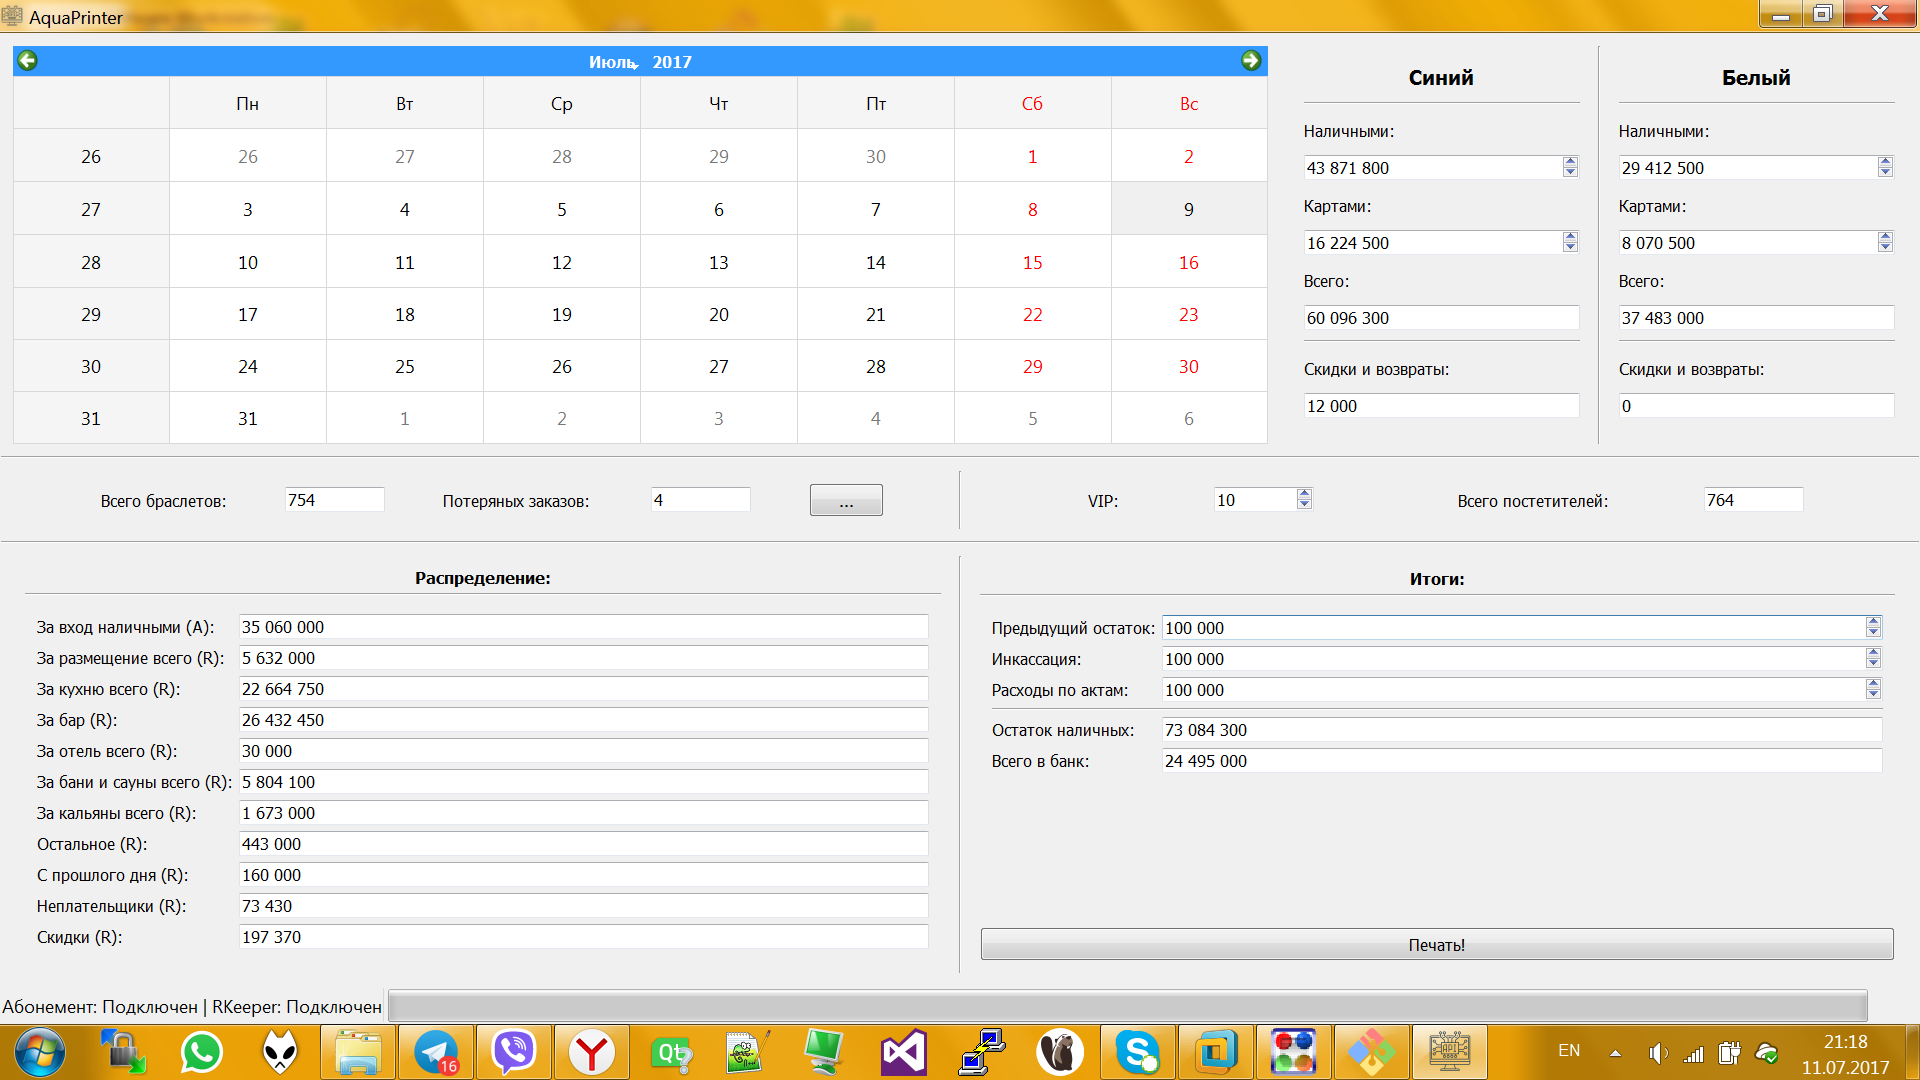 AquaPrinter
Июль 2017
Пн Вт Ср Чт Пт Сб Вс
26 26 27 28 29 30 1 2
27 3 4 5 6 7 8 9
28 10 11 12 13 14 15 16
29 17 18 19 20 21 22 23
30 24 25 26 27 28 29 30
31 31 1 2 3 4 5 6
Синий
Наличными:
43 871 800
Картами:
16 224 500
Всего:
60 096 300
Скидки и возвраты:
12 000
Белый
Наличными:
29 412 500
Картами:
8 070 500
Всего:
37 483 000
Скидки и возвраты:
0
Всего браслетов: 754 Потеряных заказов: 4 ... VIP: 10 Всего постетителей: 764
Распределение:
За вход наличными (A): 35 060 000
За размещение всего (R): 5 632 000
За кухню всего (R): 22 664 750
За бар (R): 26 432 450
За отель всего (R): 30 000
За бани и сауны всего (R): 5 804 100
За кальяны всего (R): 1 673 000
Остальное (R): 443 000
С прошлого дня (R): 160 000
Неплательщики (R): 73 430
Скидки (R): 197 370
Итоги:
Предыдущий остаток: 100 000
Инкассация: 100 000
Расходы по актам: 100 000
Остаток наличных: 73 084 300
Всего в банк: 24 495 000
Печать!
Абонемент: Подключен | RKeeper: Подключен
16
Qt
API
EN
21:18
11.07.2017